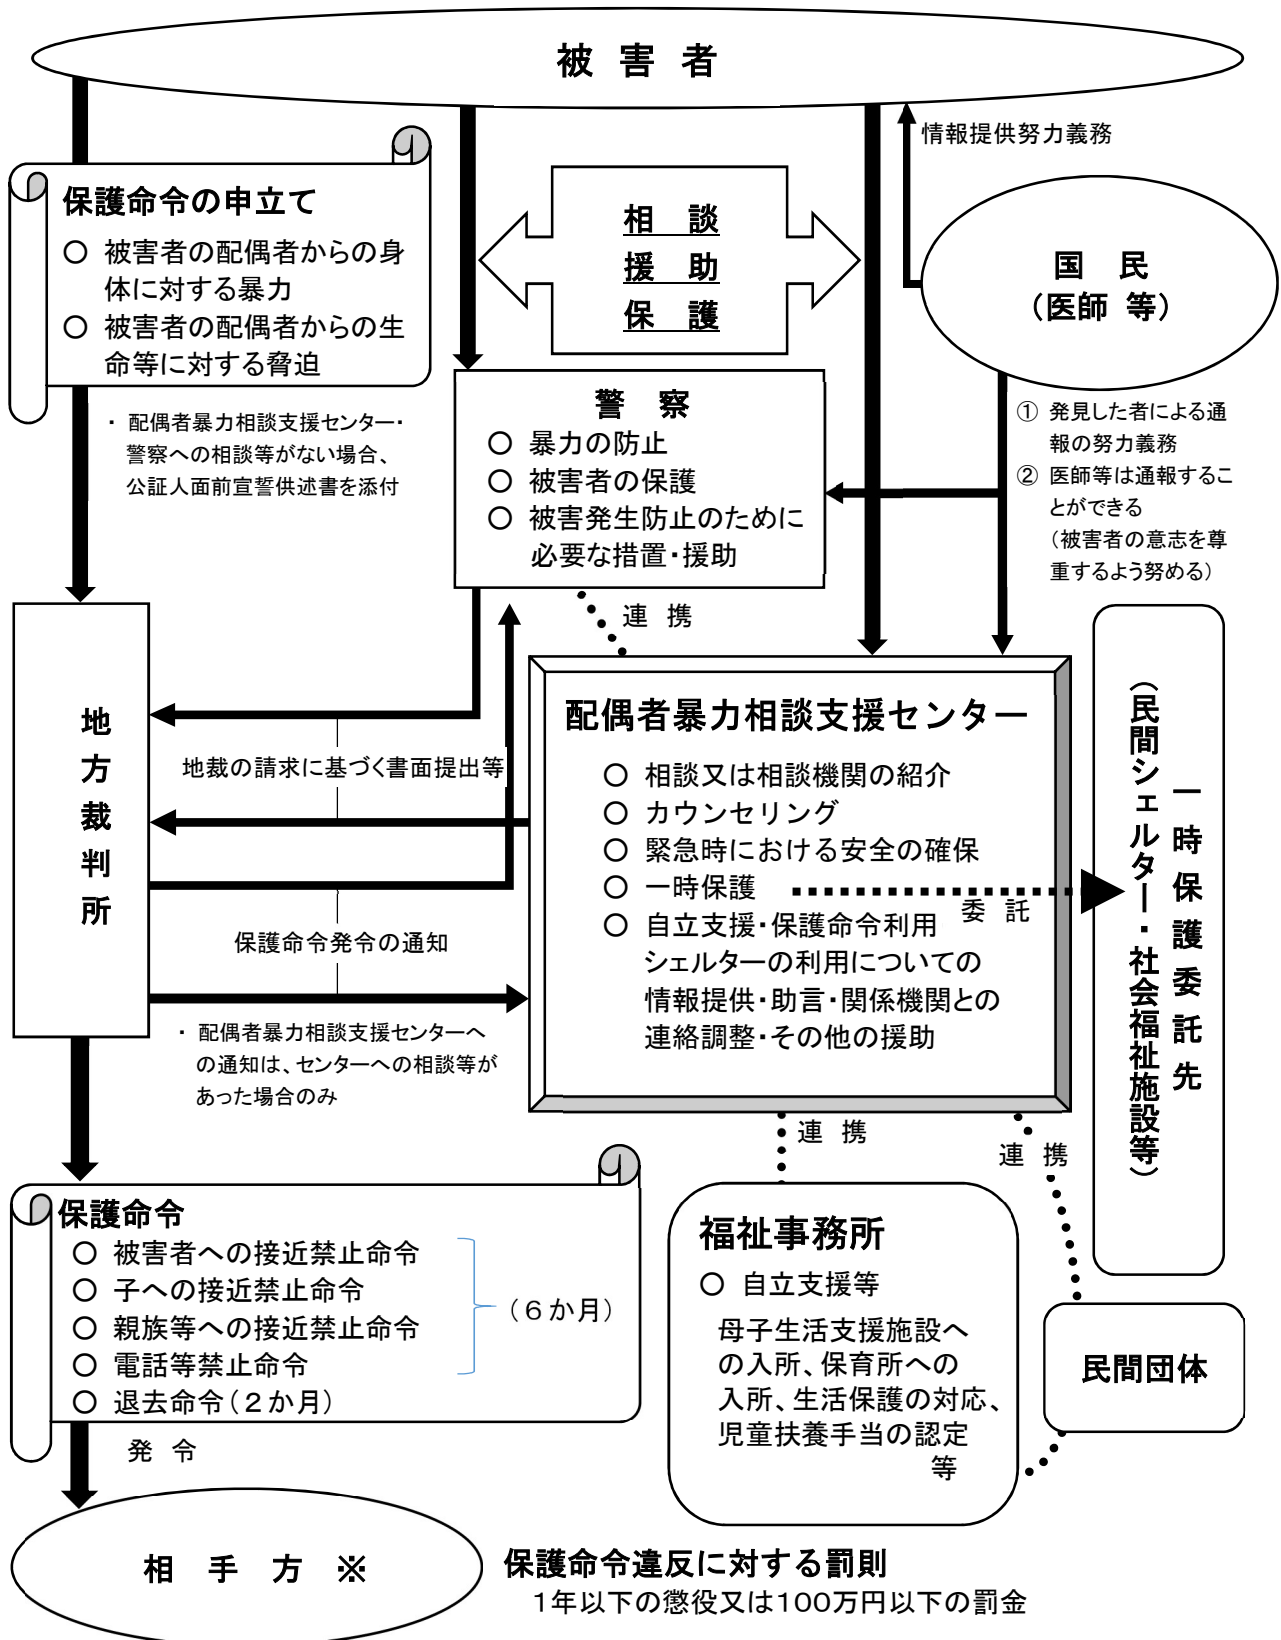 被 害 者
情報提供努力義務
保護命令の申立て
○ 被害者の配偶者からの身
体に対する暴力
○ 被害者の配偶者からの生
命等に対する脅迫
相 談
援 助
保 護
国 民
(医師 等)
・ 配偶者暴力相談支援センター・
警察への相談等がない場合、
公証人面前宣誓供述書を添付
警 察
○ 暴力の防止
○ 被害者の保護
○ 被害発生防止のために
必要な措置・援助
① 発見した者による通
報の努力義務
② 医師等は通報するこ
とができる
(被害者の意志を尊
重するよう努める)
連 携
地方裁判所
地裁の請求に基づく書面提出等
保護命令発令の通知
・ 配偶者暴力相談支援センターへ
の通知は、センターへの相談等が
あった場合のみ
配偶者暴力相談支援センター
○ 相談又は相談機関の紹介
○ カウンセリング
○ 緊急時における安全の確保
○ 一時保護
委 託
○ 自立支援・保護命令利用
シェルターの利用についての
情報提供・助言・関係機関との
連絡調整・その他の援助
一時保護委託先
(民間シェルター・社会福祉施設等)
連 携
連 携
保護命令
○ 被害者への接近禁止命令
○ 子への接近禁止命令
○ 親族等への接近禁止命令
○ 電話等禁止命令
(6か月)
○ 退去命令(2か月)
発 令
福祉事務所
○ 自立支援等
母子生活支援施設へ
の入所、保育所への
入所、生活保護の対応、
児童扶養手当の認定
等
民間団体
相 手 方 ※
保護命令違反に対する罰則
1年以下の懲役又は100万円以下の罰金